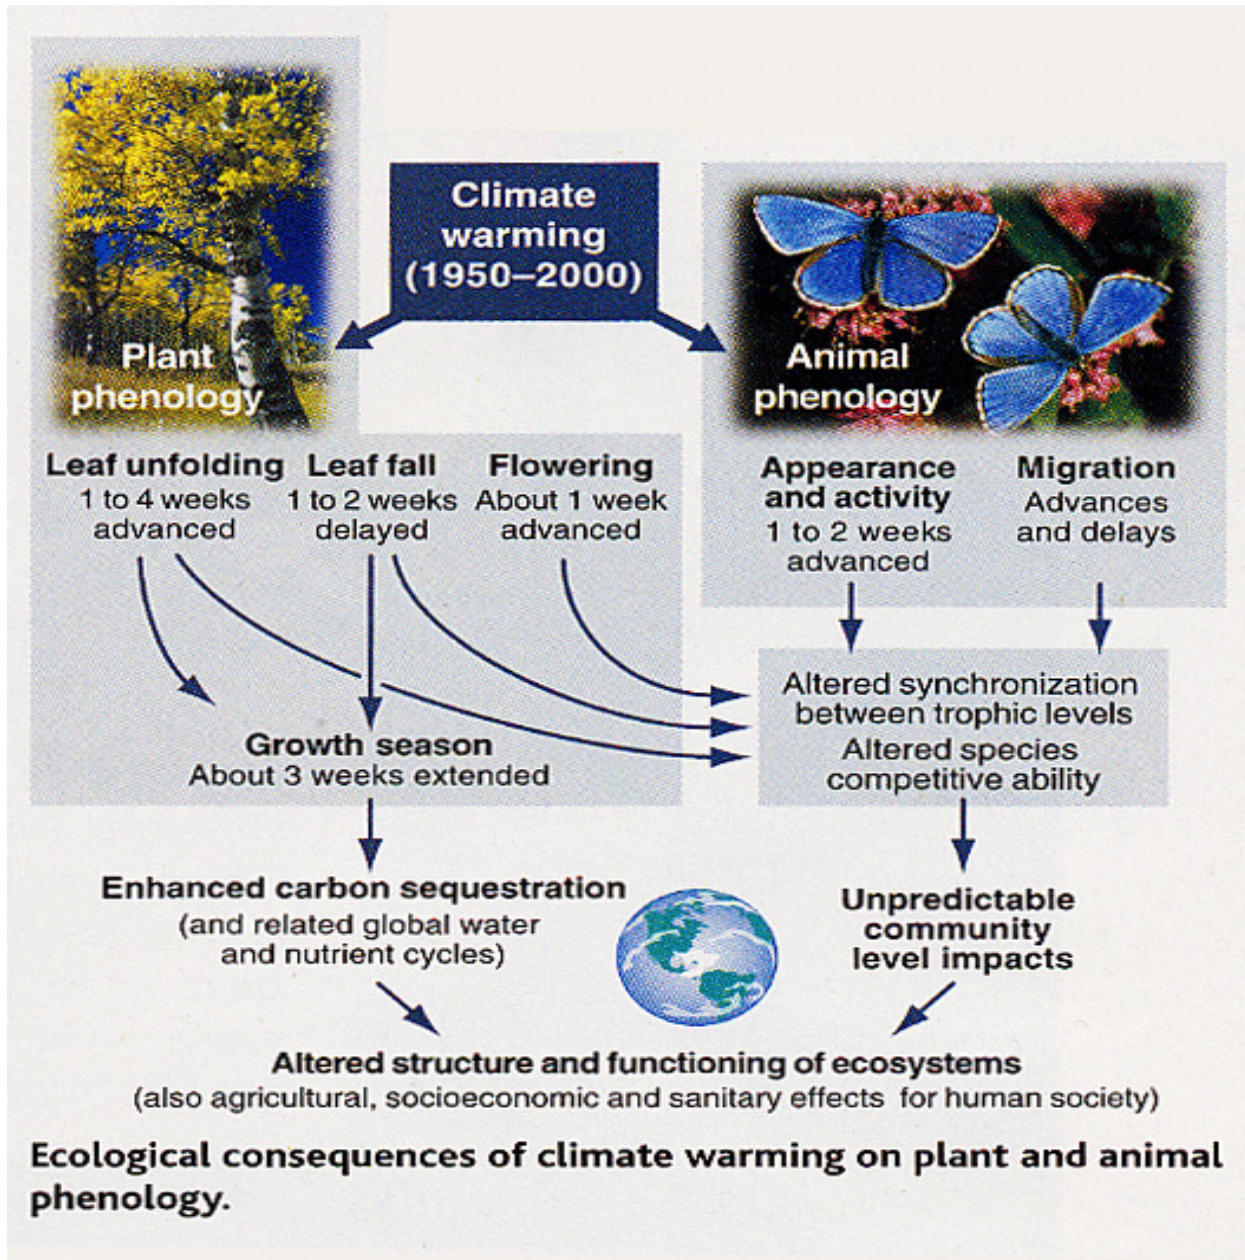 Climate
warming
(1950–2000)
Plant
phenology
Animal
phenology
Leaf unfolding
1 to 4 weeks
advanced
Leaf fall
1 to 2 weeks
delayed
Flowering
About 1 week
advanced
Appearance
and activity
1 to 2 weeks
advanced
Migration
Advances
and delays
Altered synchronization
between trophic levels
Altered species
competitive ability
Growth season
About 3 weeks extended
Enhanced carbon sequestration
(and related global water
and nutrient cycles)
Unpredictable
community
level impacts
Altered structure and functioning of ecosystems
(also agricultural, socioeconomic and sanitary effects for human society)
Ecological consequences of climate warming on plant and animal
phenology.